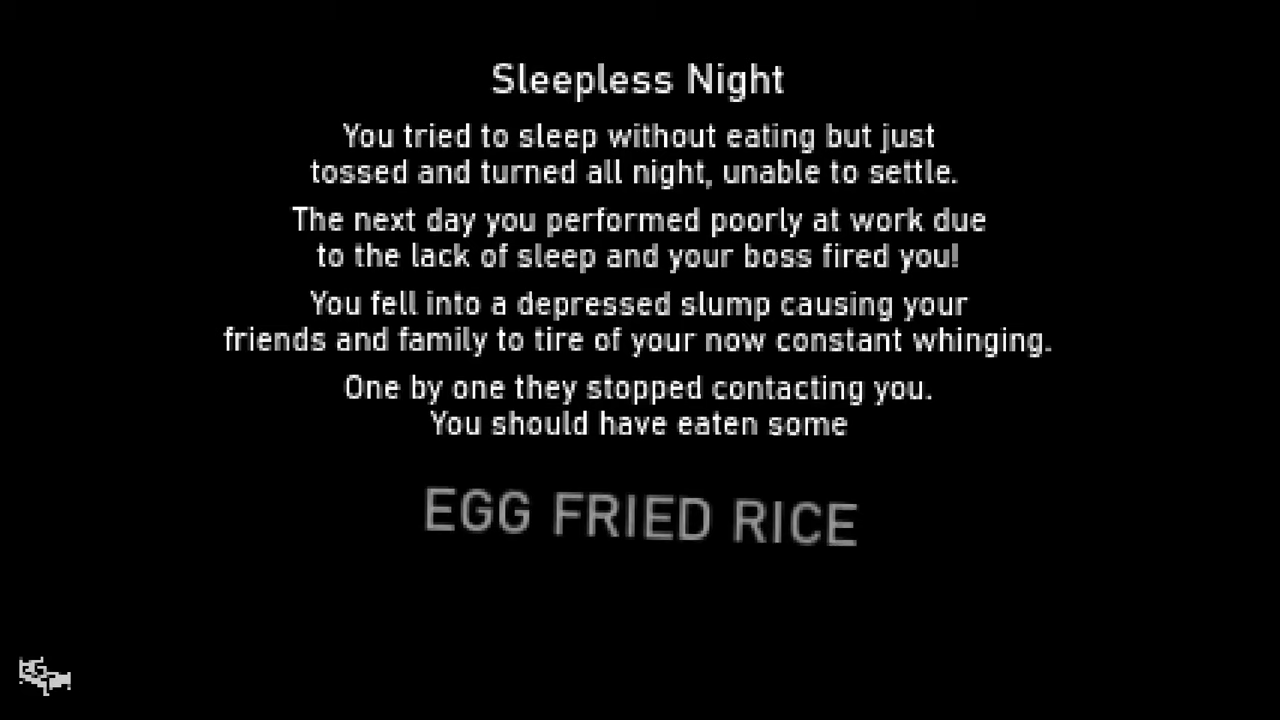 Sleepless Night
You tried to sleep without eating but just
tossed and turned all night, unable to settle.
The next day you performed poorly at work due
to the lack of sleep and your boss fired you!
You fell into a depressed slump causing your
friends and family to tire of your now constant whinging.
One by one they stopped contacting you.
You should have eaten some
EGG FRIED RICE